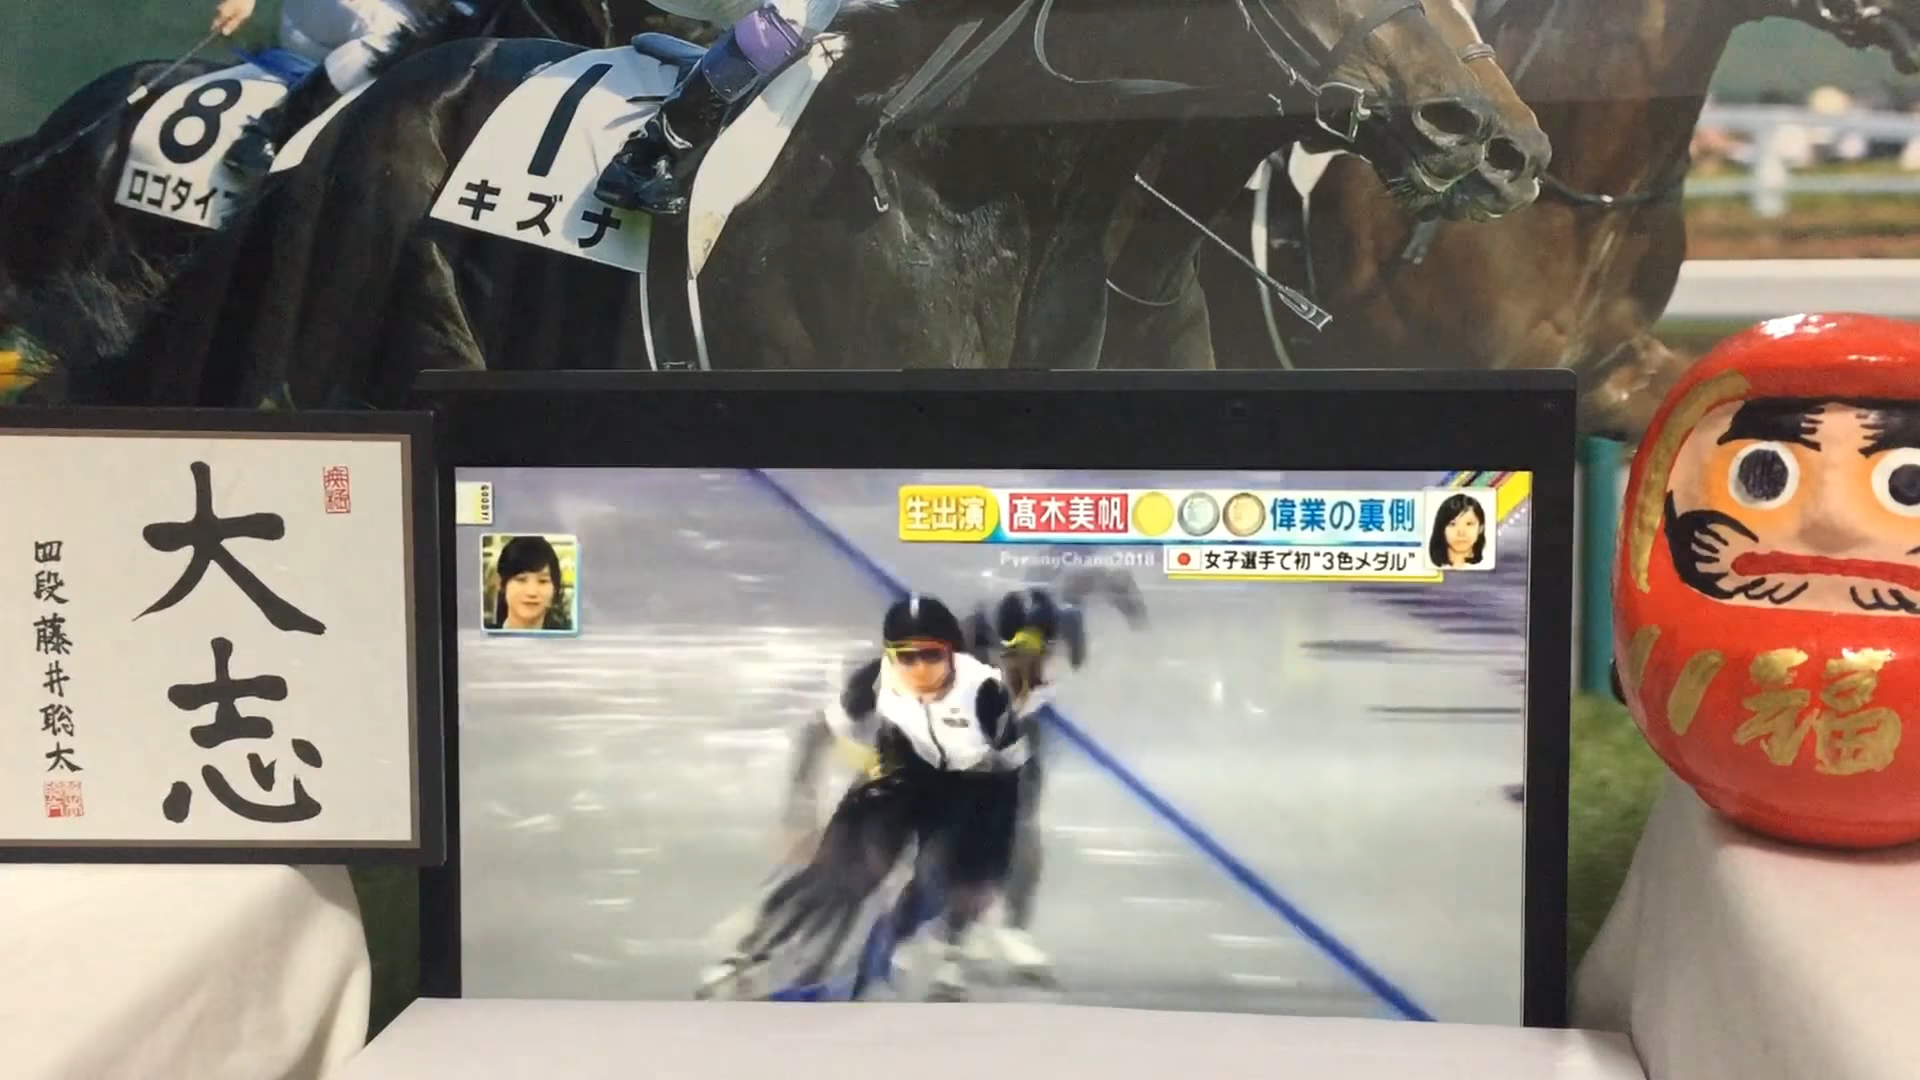 8
ロゴタイプ
1
キズナ
大志
四段 藤井聡太
GOODY!
生出演 髙木美帆 偉業の裏側
PyeongChang2018
女子選手で初“3色メダル”
福